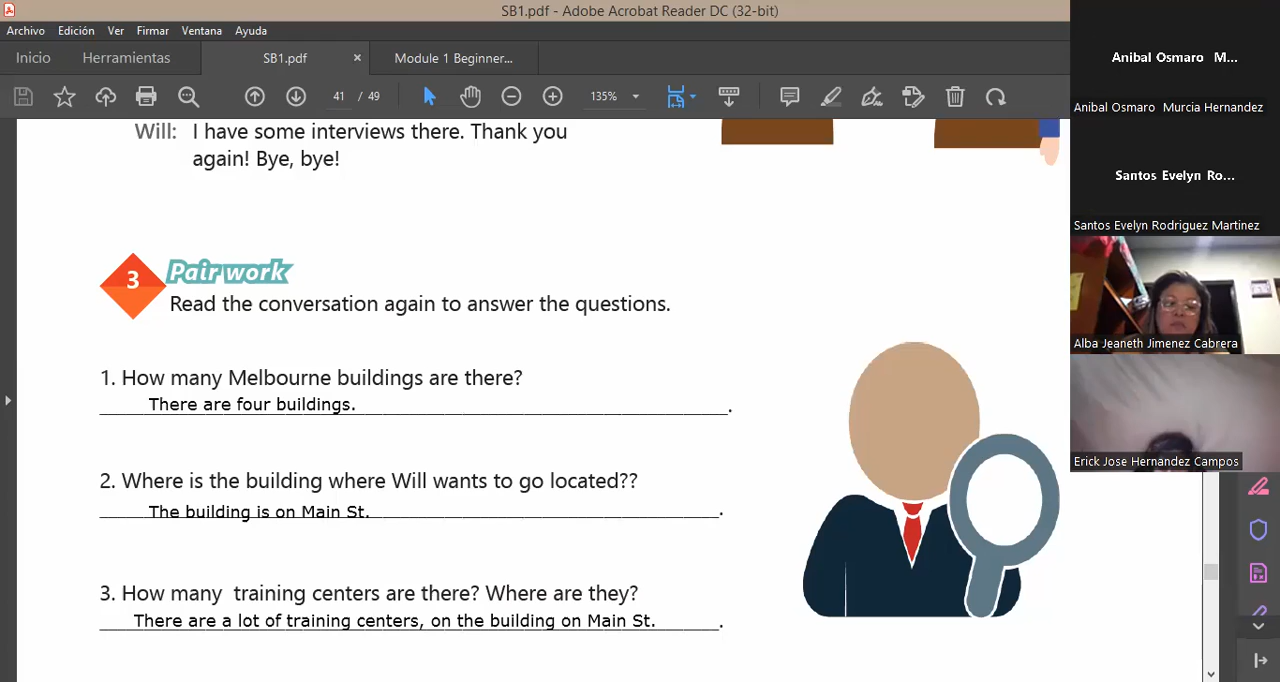 SB1.pdf - Adobe Acrobat Reader DC (32-bit)
Archivo Edición Ver Firmar Ventana Ayuda
Inicio Herramientas SB1.pdf × Module 1 Beginner...
41 / 49 135%
Will: I have some interviews there. Thank you
again! Bye, bye!
3 Pair work
Read the conversation again to answer the questions.
1. How many Melbourne buildings are there?
There are four buildings.
2. Where is the building where Will wants to go located??
The building is on Main St.
3. How many training centers are there? Where are they?
There are a lot of training centers, on the building on Main St.
Anibal Osmaro M...
Anibal Osmaro Murcia Hernandez
Santos Evelyn Ro...
Santos Evelyn Rodriguez Martinez
Alba Jeaneth Jimenez Cabrera
Erick Jose Hernandez Campos